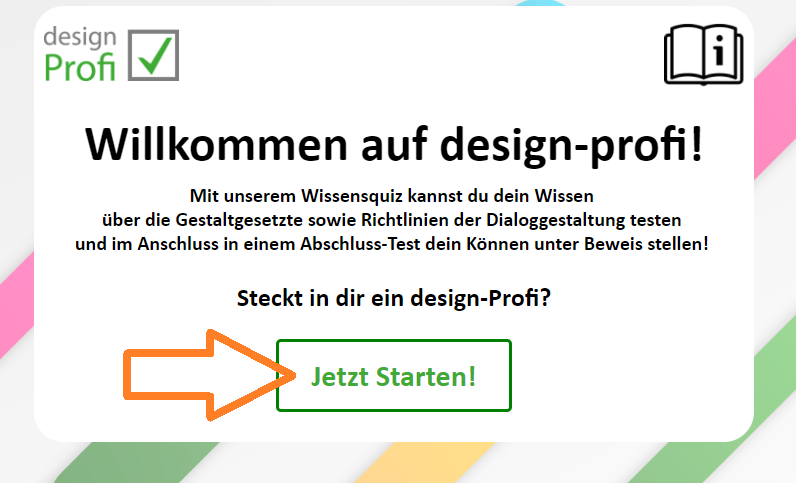 design
Profi
i
Willkommen auf design-profi!
Mit unserem Wissensquiz kannst du dein Wissen
über die Gestaltgesetzte sowie Richtlinien der Dialoggestaltung testen
und im Anschluss in einem Abschluss-Test dein Können unter Beweis stellen!
Steckt in dir ein design-Profi?
Jetzt Starten!